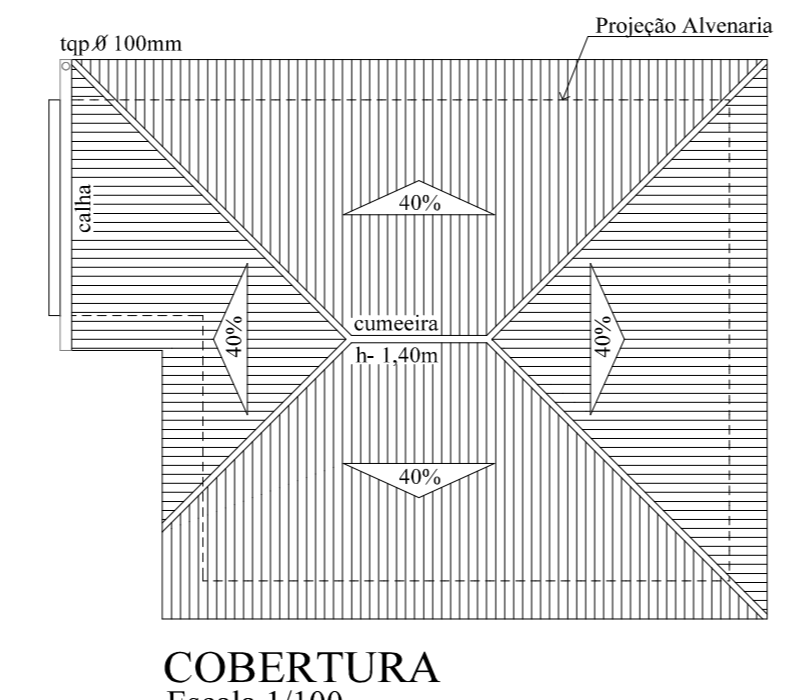 Projeção Alvenaria
tqp Ø 100mm
calha
40%
cumeeira
h- 1,40m
40%
40%
40%
COBERTURA
Escala 1/100